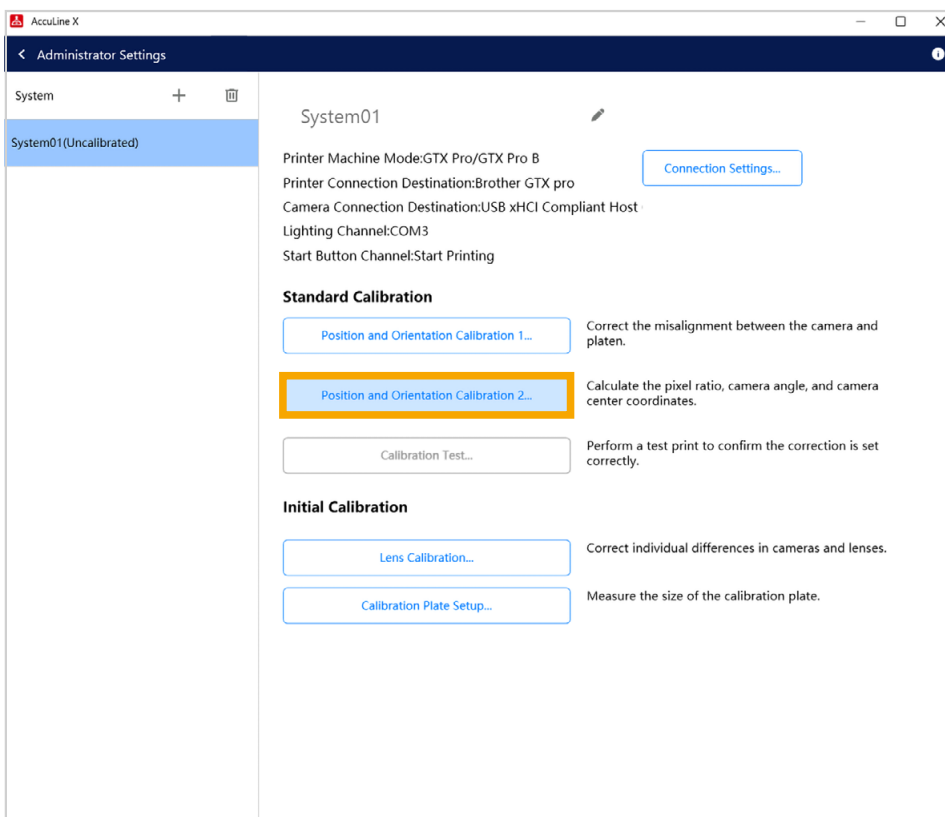 AccuLine X
Administrator Settings
System
System01(Uncalibrated)
System01
Printer Machine Mode:GTX Pro/GTX Pro B
Connection Settings...
Printer Connection Destination:Brother GTX pro
Camera Connection Destination:USB xHCI Compliant Host
Lighting Channel:COM3
Start Button Channel:Start Printing
Standard Calibration
Position and Orientation Calibration 1...
Correct the misalignment between the camera and
platen.
Position and Orientation Calibration 2...
Calculate the pixel ratio, camera angle, and camera
center coordinates.
Calibration Test...
Perform a test print to confirm the correction is set
correctly.
Initial Calibration
Lens Calibration...
Correct individual differences in cameras and lenses.
Calibration Plate Setup...
Measure the size of the calibration plate.